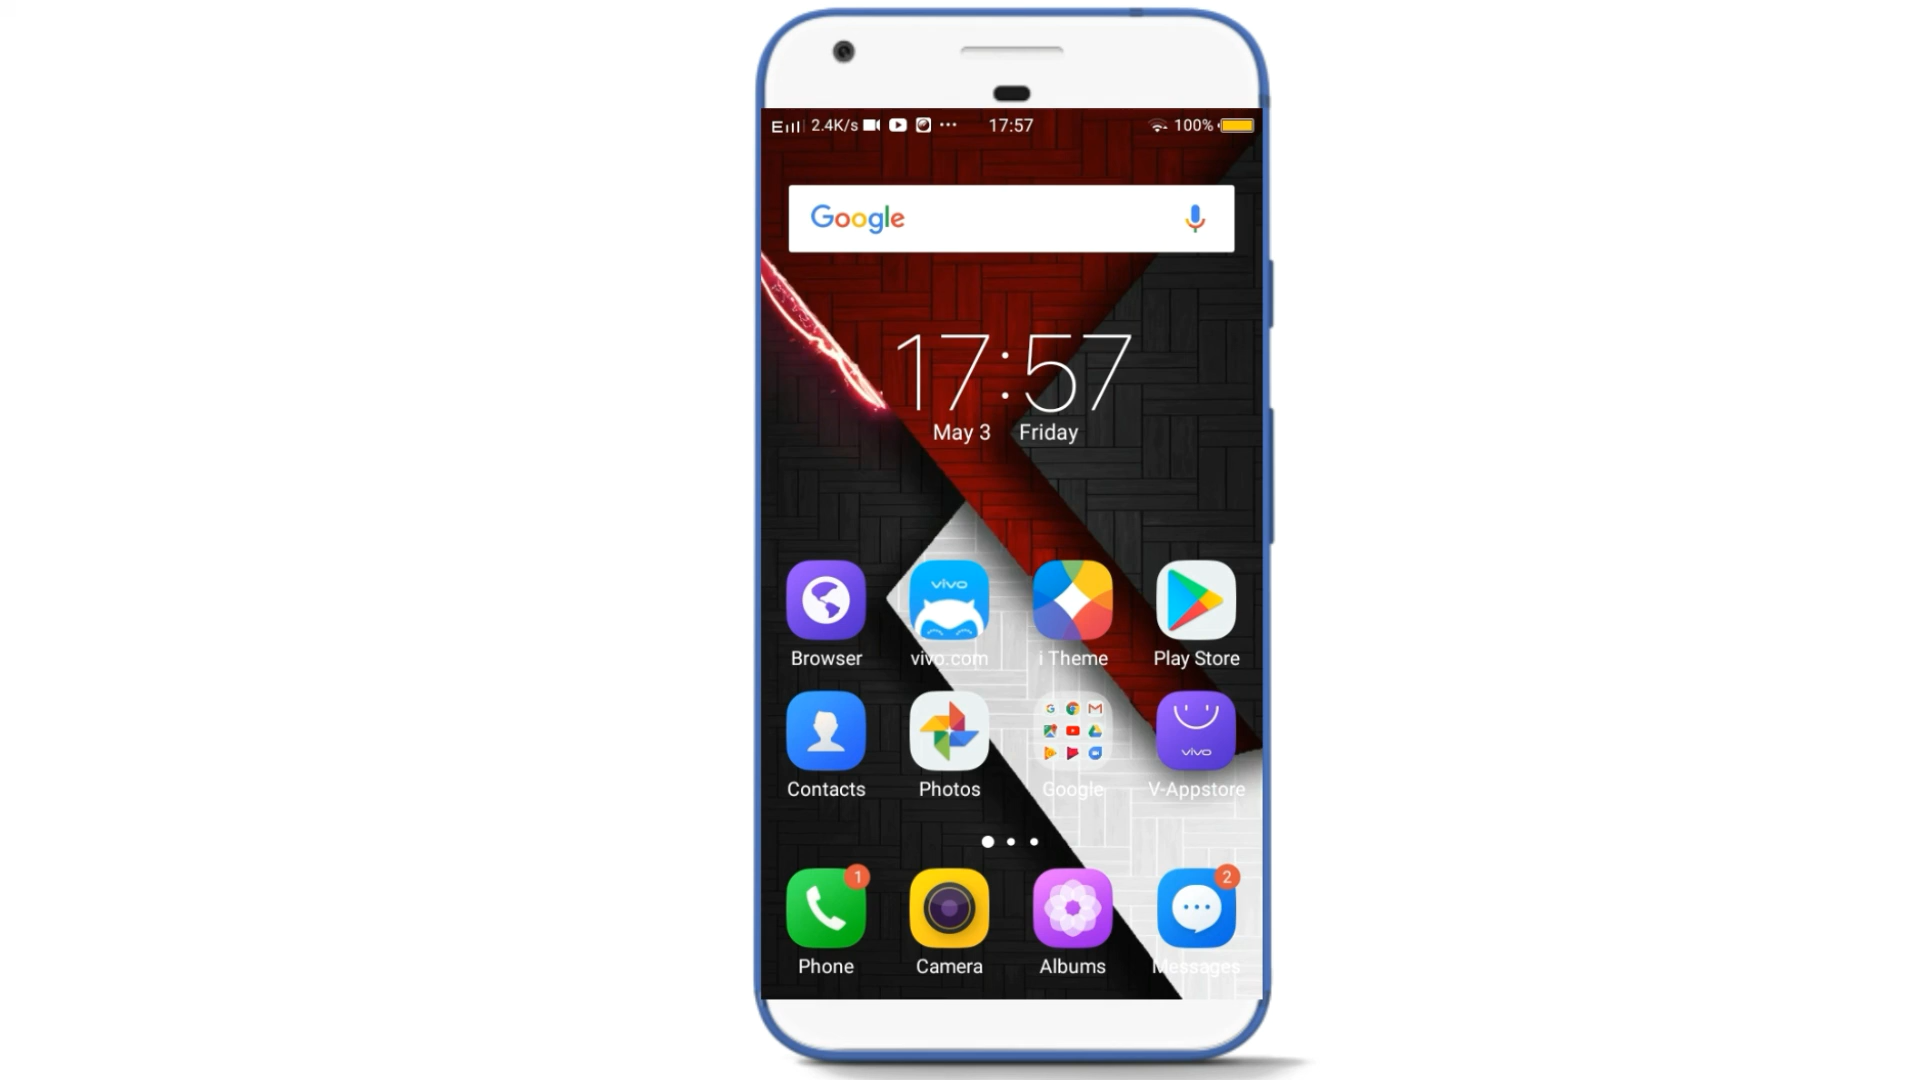 E 2.4K/s 17:57 100%
Google
17:57
May 3 Friday
vivo
Browser vivo.com i Theme Play Store
vivo
Contacts Photos Google V-Appstore
1 2
Phone Camera Albums Messages